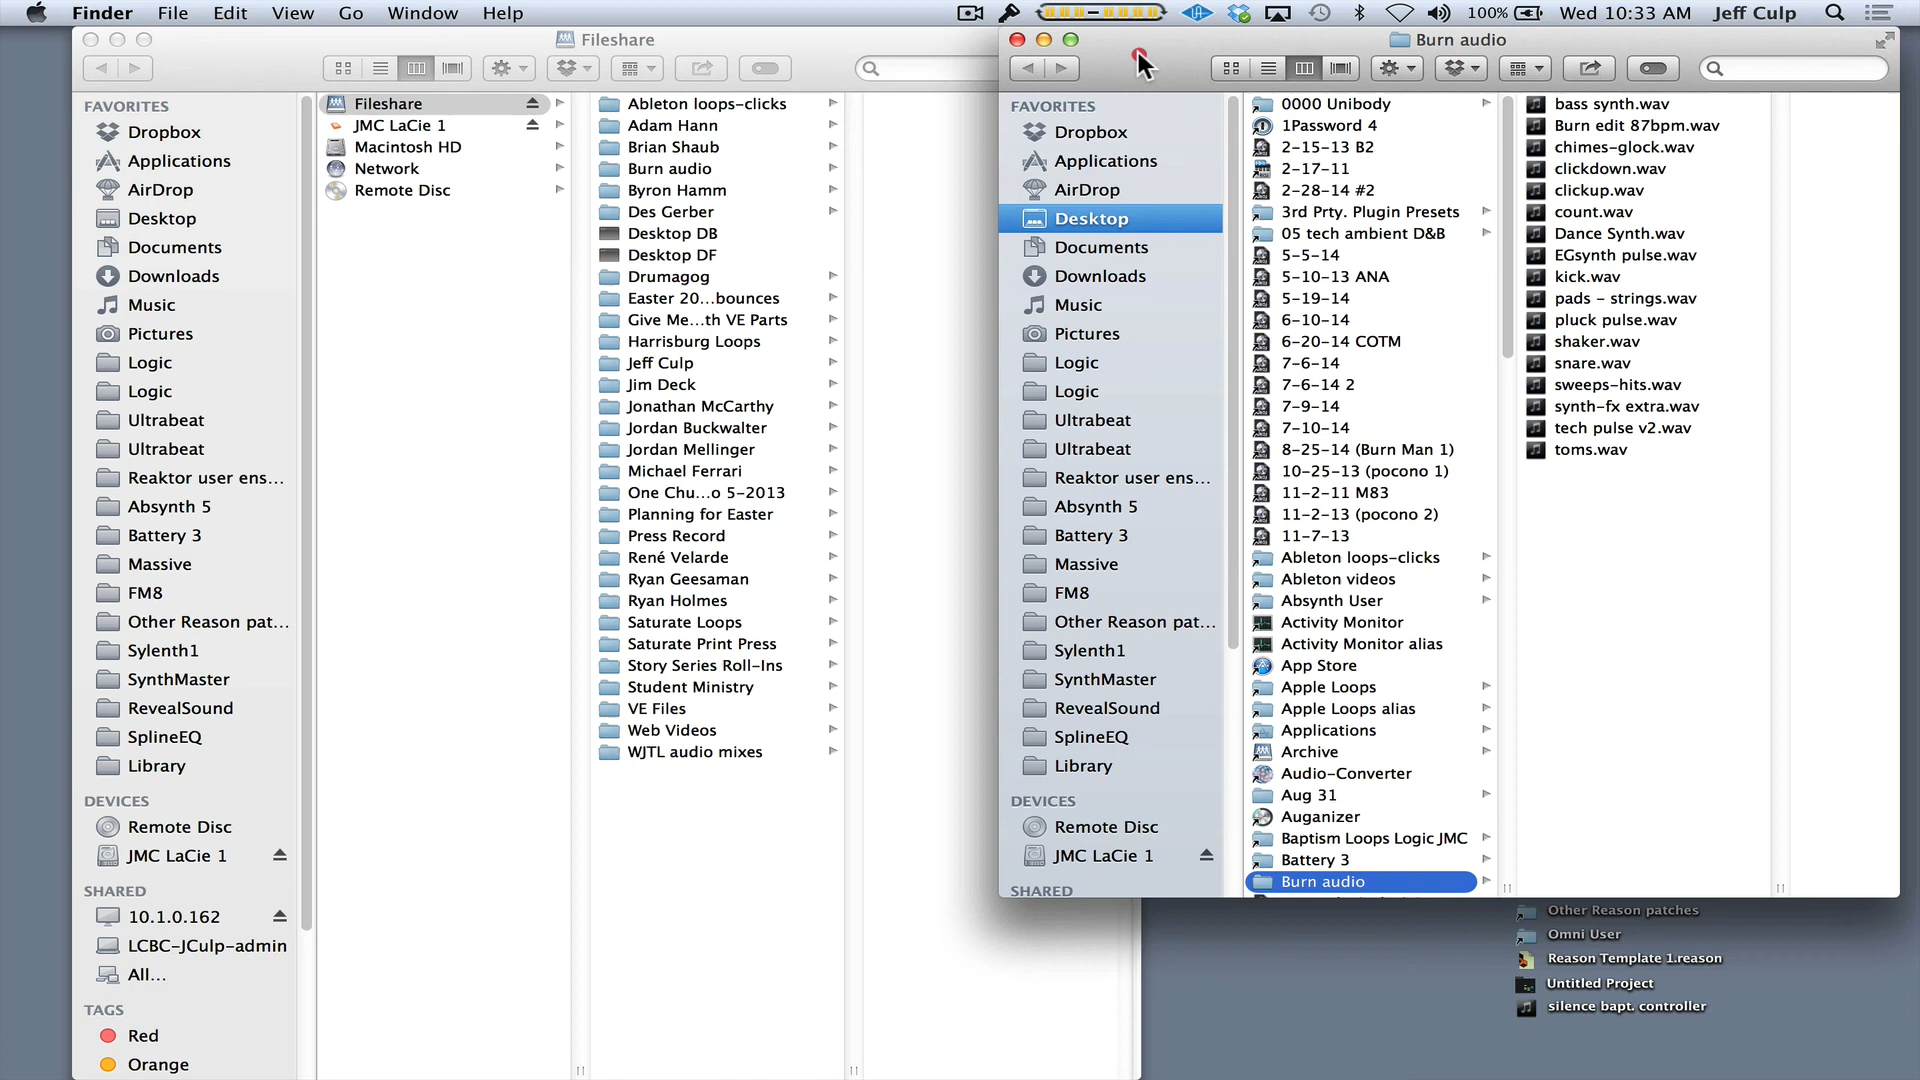 Finder File Edit View Go Window Help 100% Wed 10:33 AM Jeff Culp
Fileshare
FAVORITES
Dropbox
Applications
AirDrop
Desktop
Documents
Downloads
Music
Pictures
Logic
Logic
Ultrabeat
Ultrabeat
Reaktor user ens...
Absynth 5
Battery 3
Massive
FM8
Other Reason pat...
Sylenth1
SynthMaster
RevealSound
SplineEQ
Library
DEVICES
Remote Disc
JMC LaCie 1
SHARED
10.1.0.162
LCBC-JCulp-admin
All...
TAGS
Red
Orange
Fileshare
JMC LaCie 1
Macintosh HD
Network
Remote Disc
Ableton loops-clicks
Adam Hann
Brian Shaub
Burn audio
Byron Hamm
Des Gerber
Desktop DB
Desktop DF
Drumagog
Easter 20...bounces
Give Me...th VE Parts
Harrisburg Loops
Jeff Culp
Jim Deck
Jonathan McCarthy
Jordan Buckwalter
Jordan Mellinger
Michael Ferrari
One Chu...o 5-2013
Planning for Easter
Press Record
René Velarde
Ryan Geesaman
Ryan Holmes
Saturate Loops
Saturate Print Press
Story Series Roll-Ins
Student Ministry
VE Files
Web Videos
WJTL audio mixes
Burn audio
FAVORITES
Dropbox
Applications
AirDrop
Desktop
Documents
Downloads
Music
Pictures
Logic
Logic
Ultrabeat
Ultrabeat
Reaktor user ens...
Absynth 5
Battery 3
Massive
FM8
Other Reason pat...
Sylenth1
SynthMaster
RevealSound
SplineEQ
Library
DEVICES
Remote Disc
JMC LaCie 1
SHARED
0000 Unibody
1Password 4
2-15-13 B2
2-17-11
2-28-14 #2
3rd Prty. Plugin Presets
05 tech ambient D&B
5-5-14
5-10-13 ANA
5-19-14
6-10-14
6-20-14 COTM
7-6-14
7-6-14 2
7-9-14
7-10-14
8-25-14 (Burn Man 1)
10-25-13 (pocono 1)
11-2-11 M83
11-2-13 (pocono 2)
11-7-13
Ableton loops-clicks
Ableton videos
Absynth User
Activity Monitor
Activity Monitor alias
App Store
Apple Loops
Apple Loops alias
Applications
Archive
Audio-Converter
Aug 31
Auganizer
Baptism Loops Logic JMC
Battery 3
Burn audio
bass synth.wav
Burn edit 87bpm.wav
chimes-glock.wav
clickdown.wav
clickup.wav
count.wav
Dance Synth.wav
EGsynth pulse.wav
kick.wav
pads - strings.wav
pluck pulse.wav
shaker.wav
snare.wav
sweeps-hits.wav
synth-fx extra.wav
tech pulse v2.wav
toms.wav
Other Reason patches
Omni User
Reason Template 1.reason
Untitled Project
silence bapt. controller